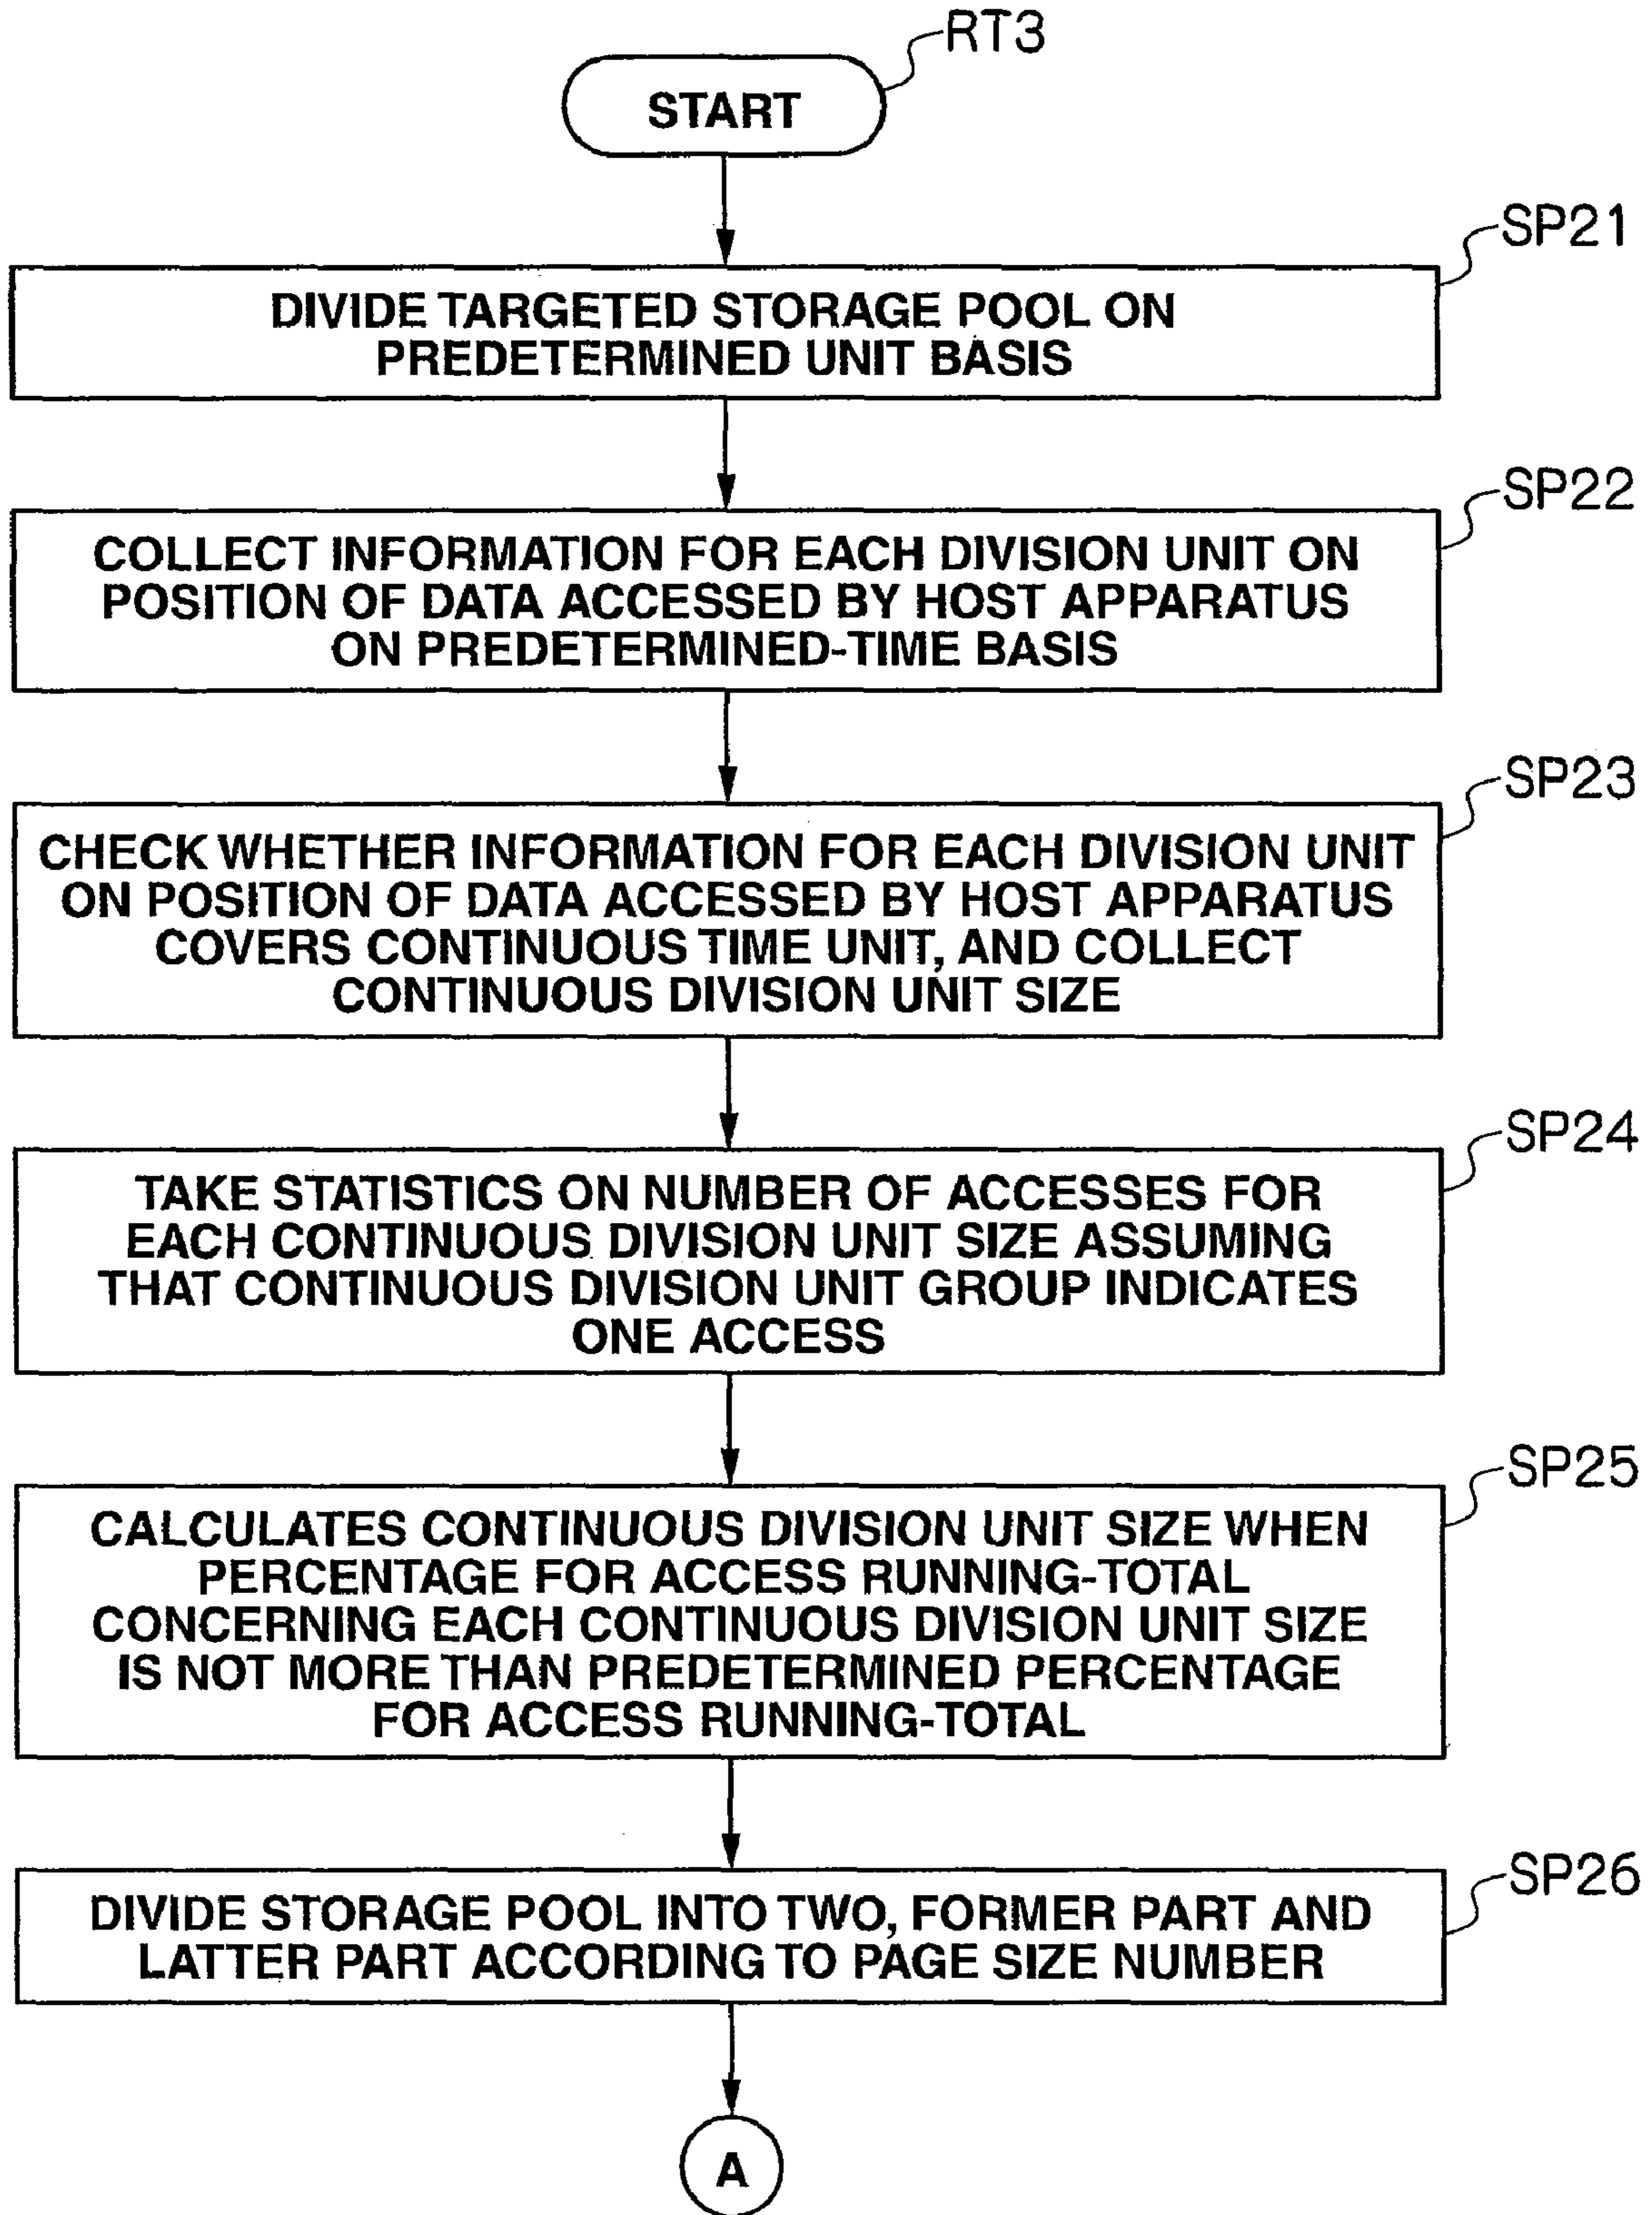 RT3
START
SP21
DIVIDE TARGETED STORAGE POOL ON
PREDETERMINED UNIT BASIS
SP22
COLLECT INFORMATION FOR EACH DIVISION UNIT ON
POSITION OF DATA ACCESSED BY HOST APPARATUS
ON PREDETERMINED-TIME BASIS
SP23
CHECK WHETHER INFORMATION FOR EACH DIVISION UNIT
ON POSITION OF DATA ACCESSED BY HOST APPARATUS
COVERS CONTINUOUS TIME UNIT, AND COLLECT
CONTINUOUS DIVISION UNIT SIZE
SP24
TAKE STATISTICS ON NUMBER OF ACCESSES FOR
EACH CONTINUOUS DIVISION UNIT SIZE ASSUMING
THAT CONTINUOUS DIVISION UNIT GROUP INDICATES
ONE ACCESS
SP25
CALCULATES CONTINUOUS DIVISION UNIT SIZE WHEN
PERCENTAGE FOR ACCESS RUNNING-TOTAL
CONCERNING EACH CONTINUOUS DIVISION UNIT SIZE
IS NOT MORE THAN PREDETERMINED PERCENTAGE
FOR ACCESS RUNNING-TOTAL
SP26
DIVIDE STORAGE POOL INTO TWO, FORMER PART AND
LATTER PART ACCORDING TO PAGE SIZE NUMBER
A